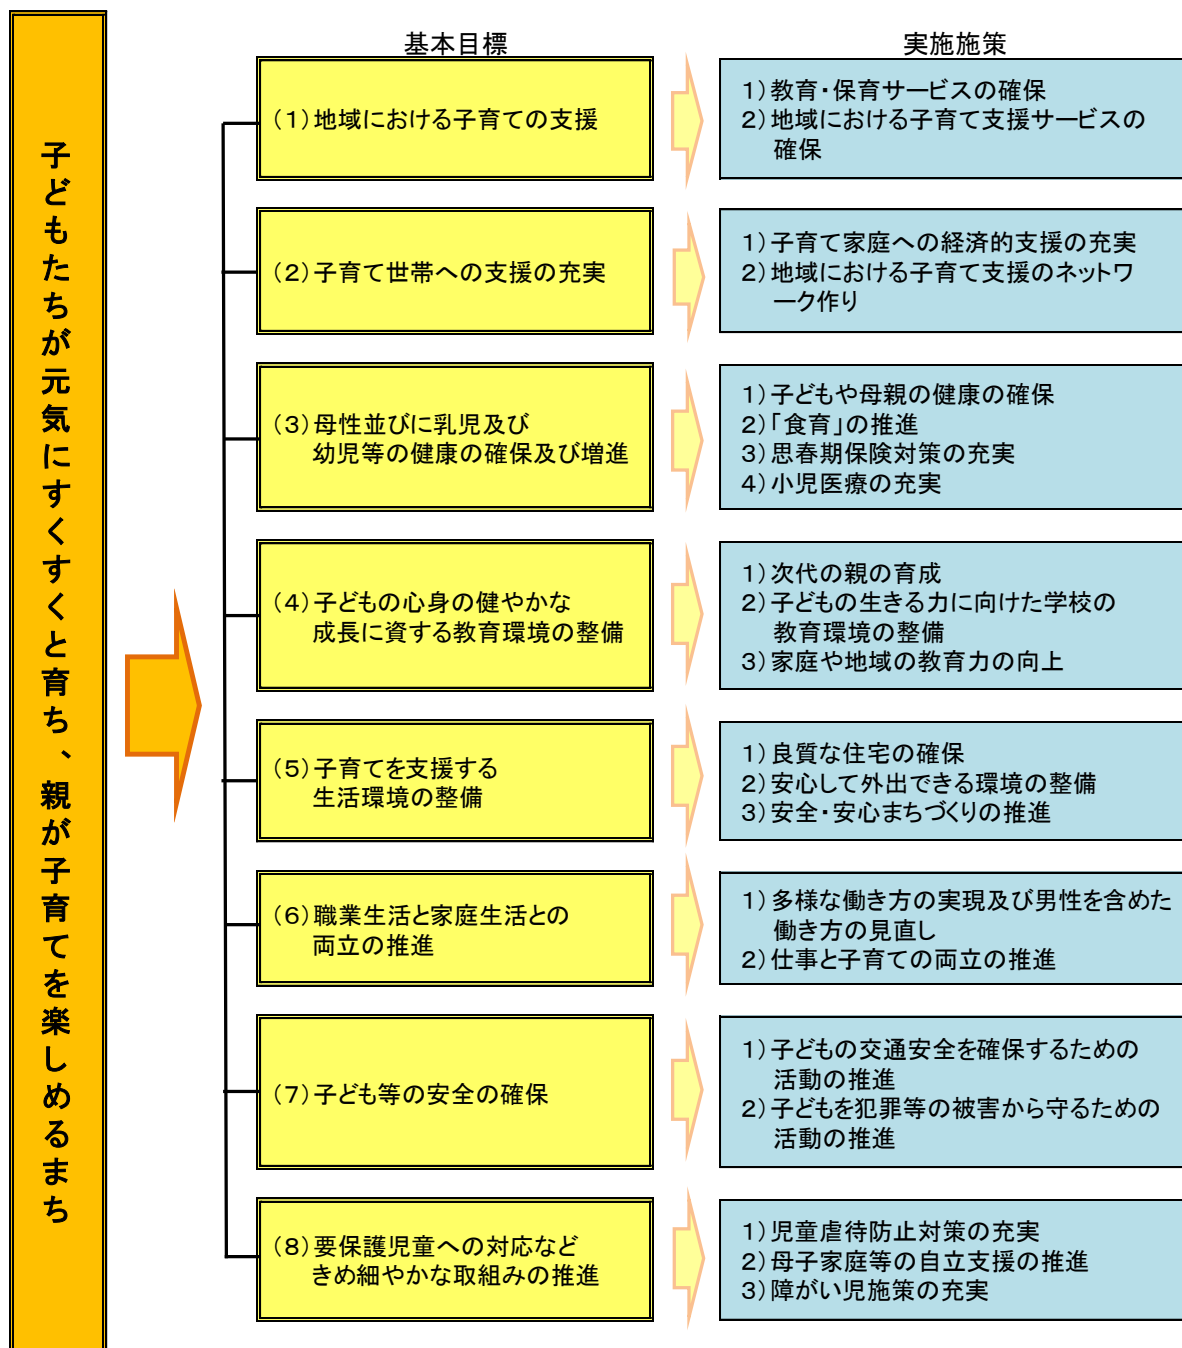 子どもたちが元気にすくすくと育ち、親が子育てを楽しめるまち
基本目標
実施施策
(1)地域における子育ての支援
1)教育・保育サービスの確保
2)地域における子育て支援サービスの
確保
(2)子育て世帯への支援の充実
1)子育て家庭への経済的支援の充実
2)地域における子育て支援のネットワ
ーク作り
(3)母性並びに乳児及び
幼児等の健康の確保及び増進
1)子どもや母親の健康の確保
2)「食育」の推進
3)思春期保険対策の充実
4)小児医療の充実
(4)子どもの心身の健やかな
成長に資する教育環境の整備
1)次代の親の育成
2)子どもの生きる力に向けた学校の
教育環境の整備
3)家庭や地域の教育力の向上
(5)子育てを支援する
生活環境の整備
1)良質な住宅の確保
2)安心して外出できる環境の整備
3)安全・安心まちづくりの推進
(6)職業生活と家庭生活との
両立の推進
1)多様な働き方の実現及び男性を含めた
働き方の見直し
2)仕事と子育ての両立の推進
(7)子ども等の安全の確保
1)子どもの交通安全を確保するための
活動の推進
2)子どもを犯罪等の被害から守るための
活動の推進
(8)要保護児童への対応など
きめ細やかな取組みの推進
1)児童虐待防止対策の充実
2)母子家庭等の自立支援の推進
3)障がい児施策の充実